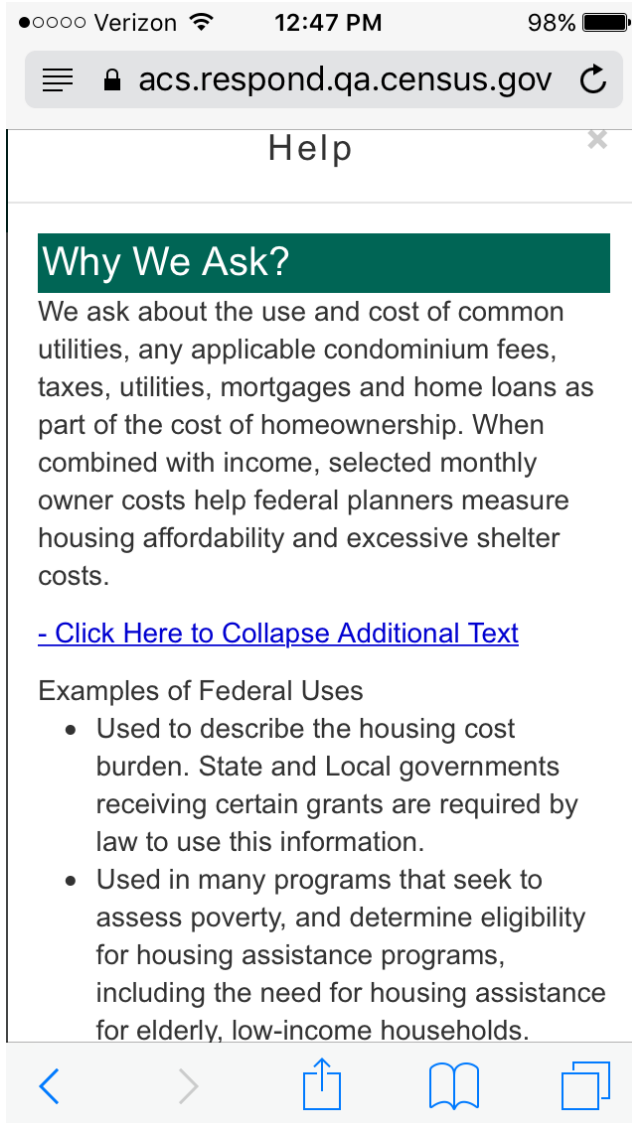 Verizon 12:47 PM 98%
acs.respond.qa.census.gov
Help ×
Why We Ask?
We ask about the use and cost of common
utilities, any applicable condominium fees,
taxes, utilities, mortgages and home loans as
part of the cost of homeownership. When
combined with income, selected monthly
owner costs help federal planners measure
housing affordability and excessive shelter
costs.
- Click Here to Collapse Additional Text
Examples of Federal Uses
• Used to describe the housing cost
burden. State and Local governments
receiving certain grants are required by
law to use this information.
• Used in many programs that seek to
assess poverty, and determine eligibility
for housing assistance programs,
including the need for housing assistance
for elderly, low-income households.